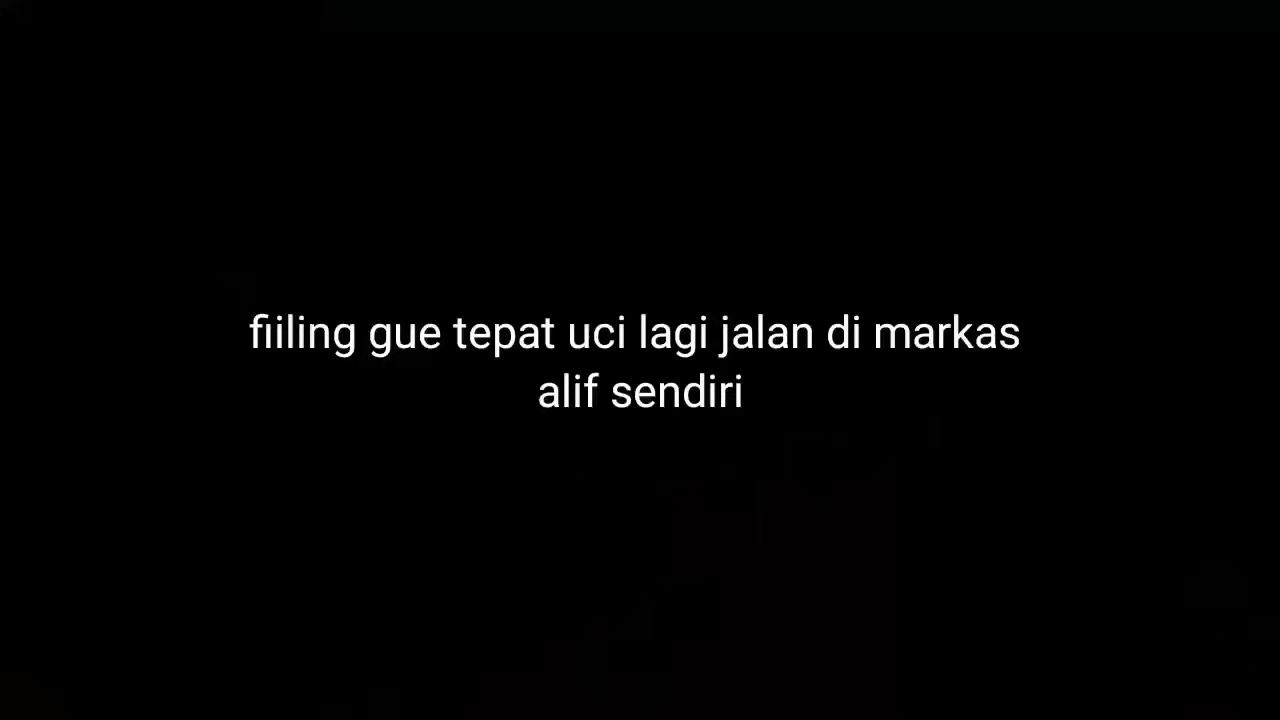 fiiling gue tepat uci lagi jalan di markas
alif sendiri